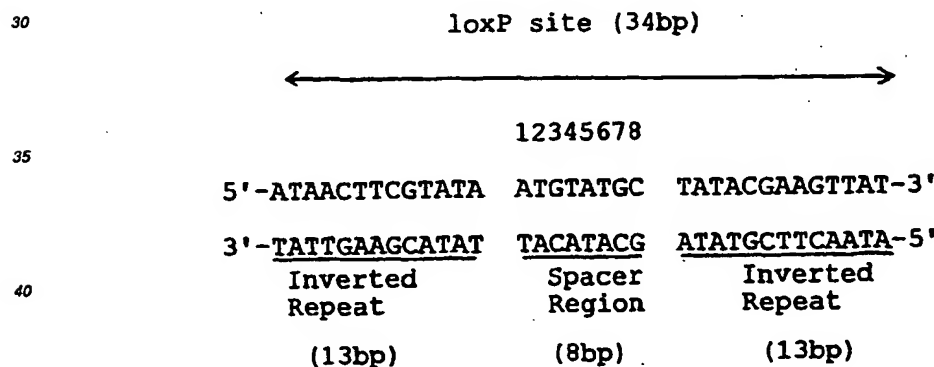 30
loxP site (34bp)
12345678
35
5'-ATAACTTCGTATA ATGTATGC TATACGAAGTTAT-3'
3'-TATTGAAGCATAT TACATACG ATATGCTTCAATA-5'
Inverted Spacer Inverted
40
Repeat Region Repeat
(13bp) (8bp) (13bp)